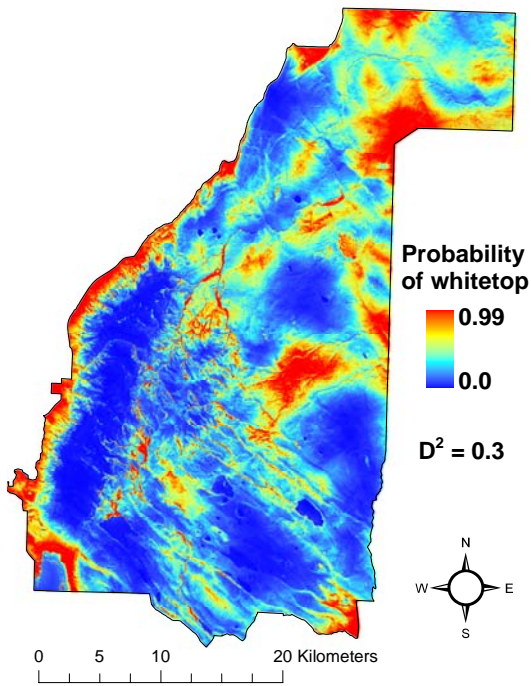 Probability
of whitetop
0.99
0.0
D² = 0.3
N
W E
S
0 5 10 20 Kilometers